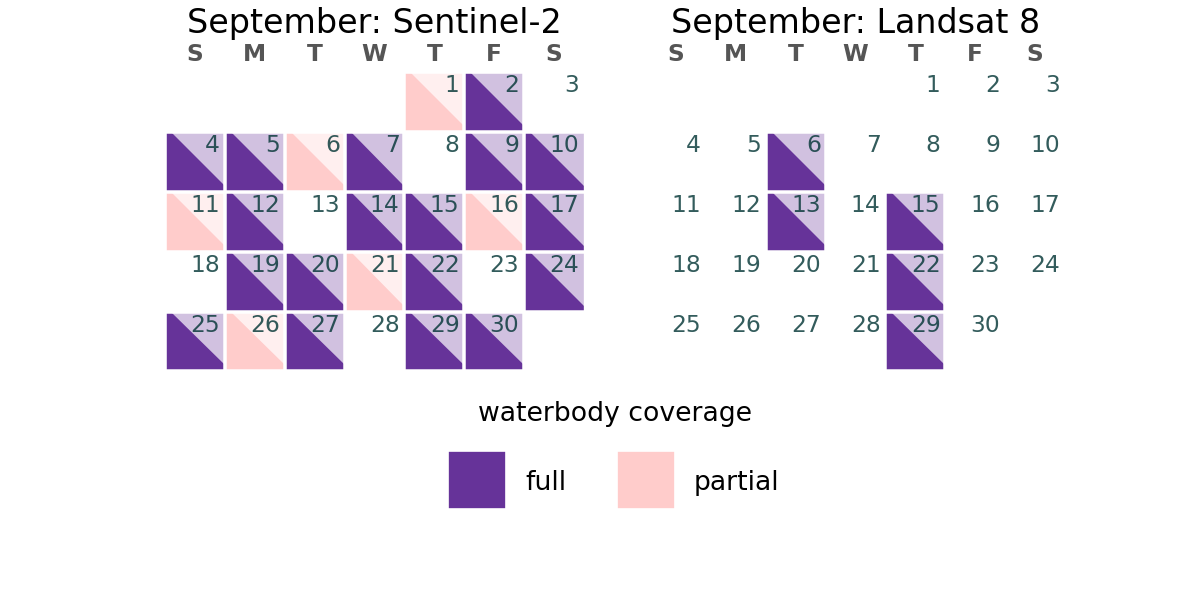 September: Sentinel-2
S M T W T F S
1 2 3
4 5 6 7 8 9 10
11 12 13 14 15 16 17
18 19 20 21 22 23 24
25 26 27 28 29 30
September: Landsat 8
S M T W T F S
1 2 3
4 5 6 7 8 9 10
11 12 13 14 15 16 17
18 19 20 21 22 23 24
25 26 27 28 29 30
waterbody coverage
full partial